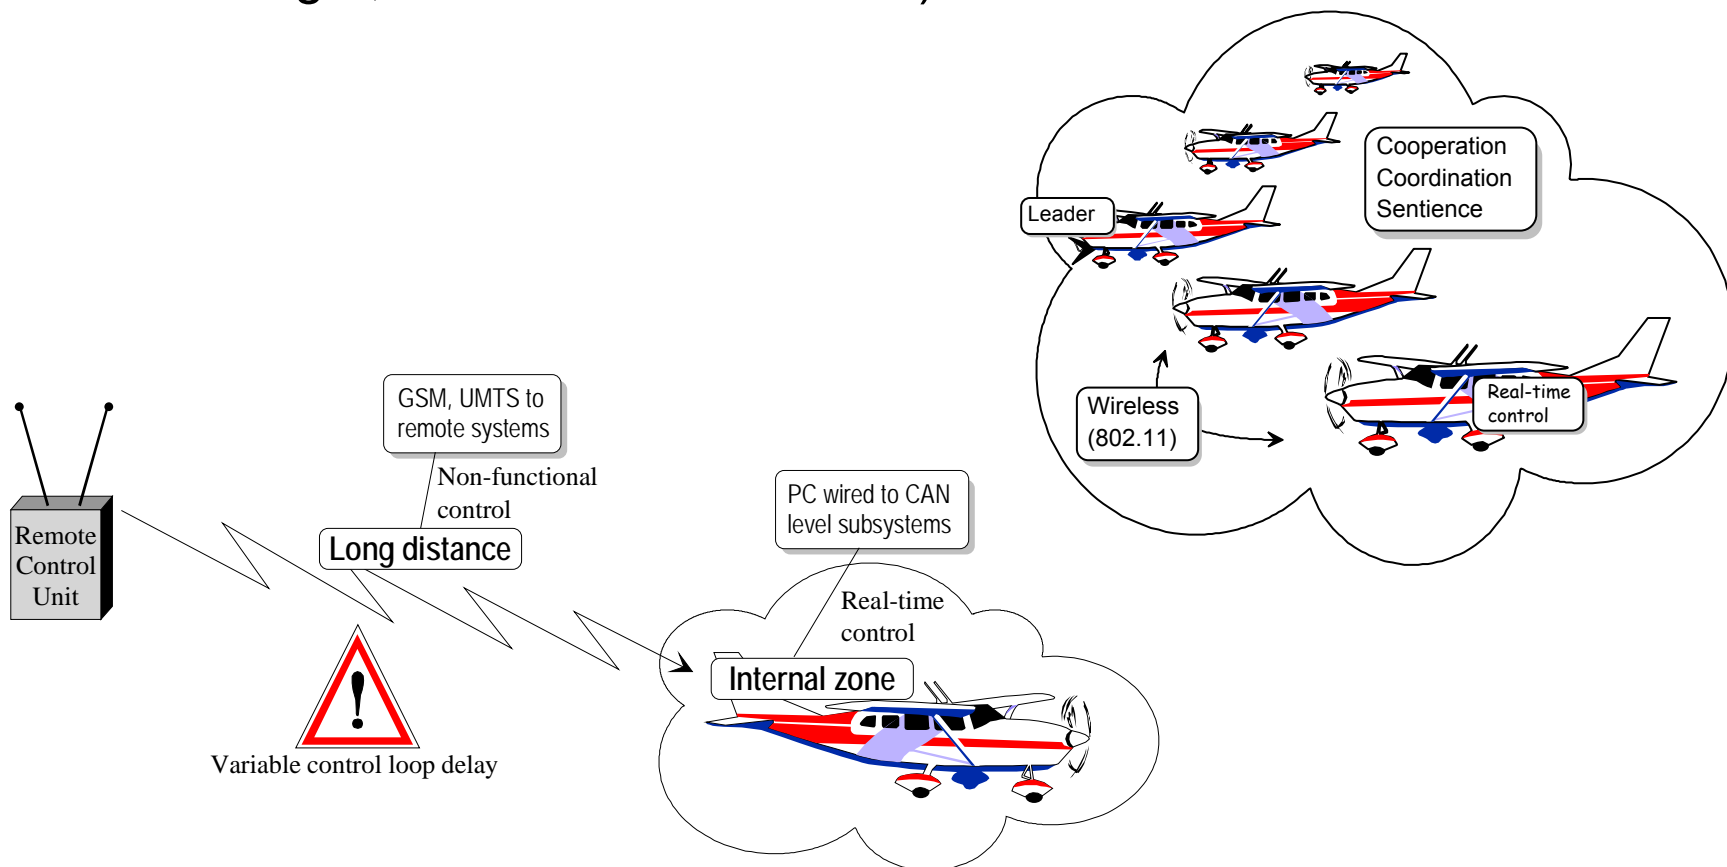 Cooperation
Coordination
Sentience
Leader
Wireless
(802.11)
Real-time
control
GSM, UMTS to
remote systems
Non-functional
control
Long distance
PC wired to CAN
level subsystems
Remote
Control
Unit
Real-time
control
Internal zone
!
Variable control loop delay